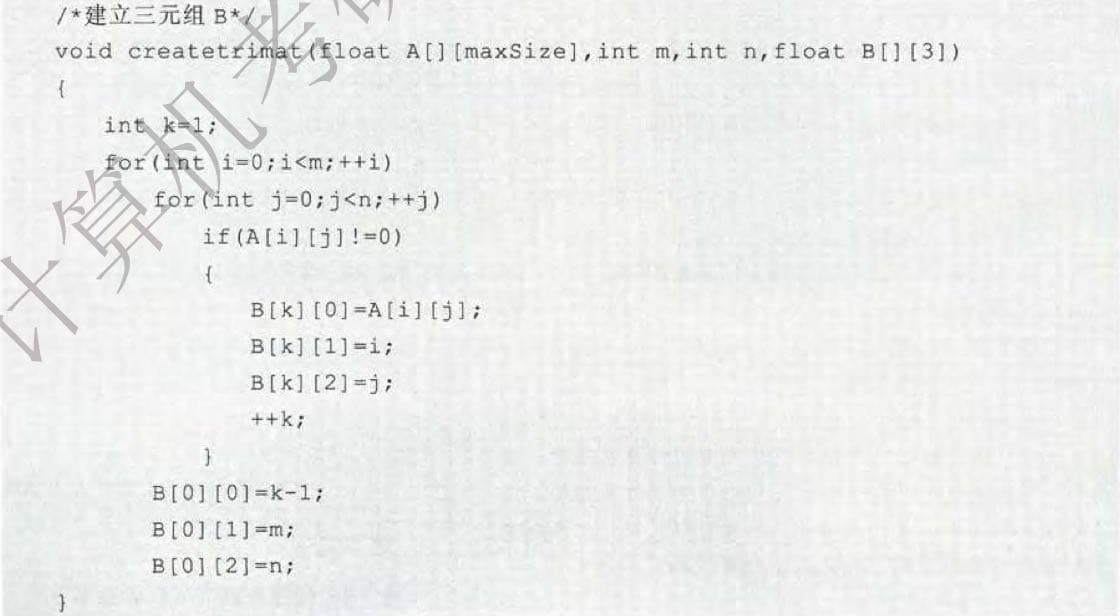 /*建立三元组 B*/
void createtrimat(float A[][maxSize],int m,int n,float B[][3])
{
int k=1;
for(int i=0;i<m;++i)
for(int j=0;j<n;++j)
if(A[i][j]!=0)
{
B[k][0]=A[i][j];
B[k][1]=i;
B[k][2]=j;
++k;
}
B[0][0]=k-1;
B[0][1]=m;
B[0][2]=n;
}
计算机考